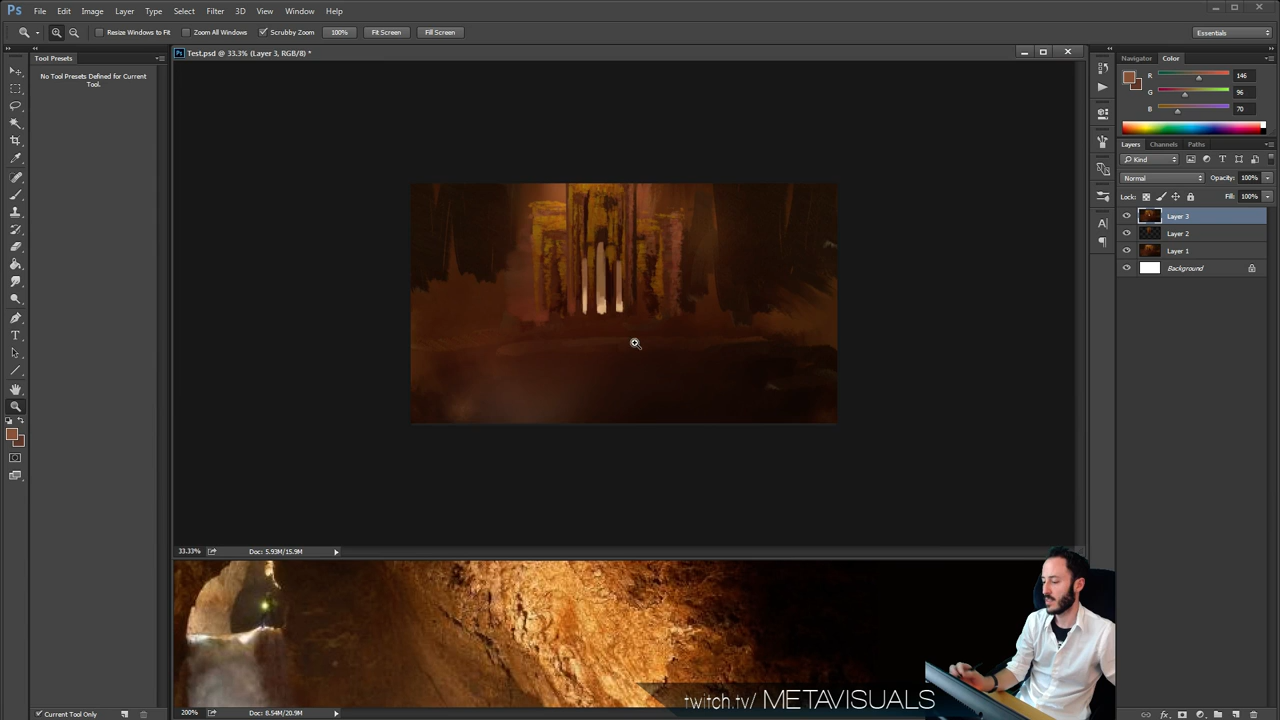 Ps File Edit Image Layer Type Select Filter 3D View Window Help
Resize Windows to Fit Zoom All Windows Scrubby Zoom 100% Fit Screen Fill Screen Essentials
Tool Presets
No Tool Presets Defined for Current
Tool.
Ps Test.psd @ 33.3% (Layer 3, RGB/8) *
Navigator Color
R 146
G 96
B 70
Layers Channels Paths
Kind
Normal Opacity: 100%
Lock: Fill: 100%
Layer 3
Layer 2
Layer 1
Background
33.33% Doc: 5.93M/15.9M
twitch.tv/ METAVISUALS
Current Tool Only
200% Doc: 8.54M/20.9M